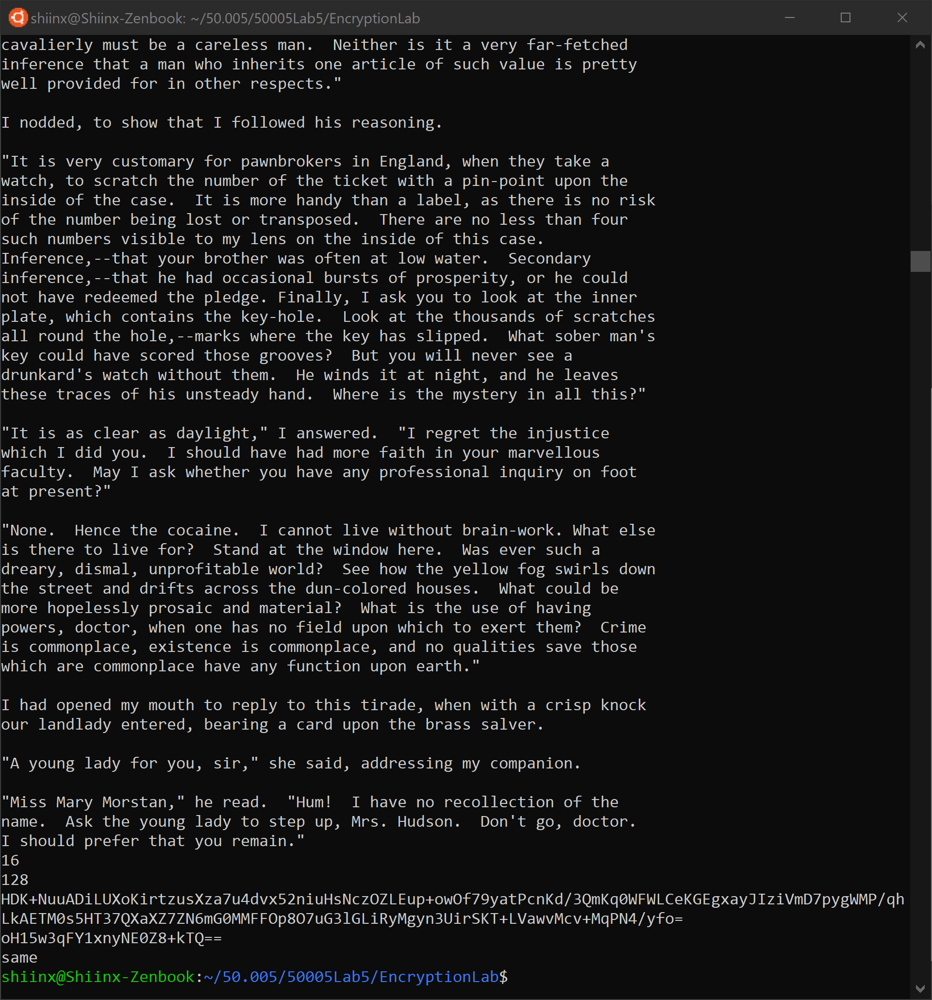 shiinx@Shiinx-Zenbook: ~/50.005/50005Lab5/EncryptionLab
cavalierly must be a careless man.  Neither is it a very far-fetched
inference that a man who inherits one article of such value is pretty
well provided for in other respects."
I nodded, to show that I followed his reasoning.
"It is very customary for pawnbrokers in England, when they take a
watch, to scratch the number of the ticket with a pin-point upon the
inside of the case.  It is more handy than a label, as there is no risk
of the number being lost or transposed.  There are no less than four
such numbers visible to my lens on the inside of this case.
Inference,--that your brother was often at low water.  Secondary
inference,--that he had occasional bursts of prosperity, or he could
not have redeemed the pledge. Finally, I ask you to look at the inner
plate, which contains the key-hole.  Look at the thousands of scratches
all round the hole,--marks where the key has slipped.  What sober man's
key could have scored those grooves?  But you will never see a
drunkard's watch without them.  He winds it at night, and he leaves
these traces of his unsteady hand.  Where is the mystery in all this?"
"It is as clear as daylight," I answered.  "I regret the injustice
which I did you.  I should have had more faith in your marvellous
faculty.  May I ask whether you have any professional inquiry on foot
at present?"
"None.  Hence the cocaine.  I cannot live without brain-work. What else
is there to live for?  Stand at the window here.  Was ever such a
dreary, dismal, unprofitable world?  See how the yellow fog swirls down
the street and drifts across the dun-colored houses.  What could be
more hopelessly prosaic and material?  What is the use of having
powers, doctor, when one has no field upon which to exert them?  Crime
is commonplace, existence is commonplace, and no qualities save those
which are commonplace have any function upon earth."
I had opened my mouth to reply to this tirade, when with a crisp knock
our landlady entered, bearing a card upon the brass salver.
"A young lady for you, sir," she said, addressing my companion.
"Miss Mary Morstan," he read.  "Hum!  I have no recollection of the
name.  Ask the young lady to step up, Mrs. Hudson.  Don't go, doctor.
I should prefer that you remain."
16
128
HDK+NuuADiLUXoKirtzusXza7u4dvx52niuHsNczOZLEup+owOf79yatPcnKd/3QmKq0WFWLCeKGEgxayJIziVmD7pygWMP/qh
LkAETM0s5HT37QXaXZ7ZN6mG0MMFFOp8O7uG3lGLiRyMgyn3UirSKT+LVawvMcv+MqPN4/yfo=
oH15w3qFY1xnyNE0Z8+kTQ==
same
shiinx@Shiinx-Zenbook:~/50.005/50005Lab5/EncryptionLab$